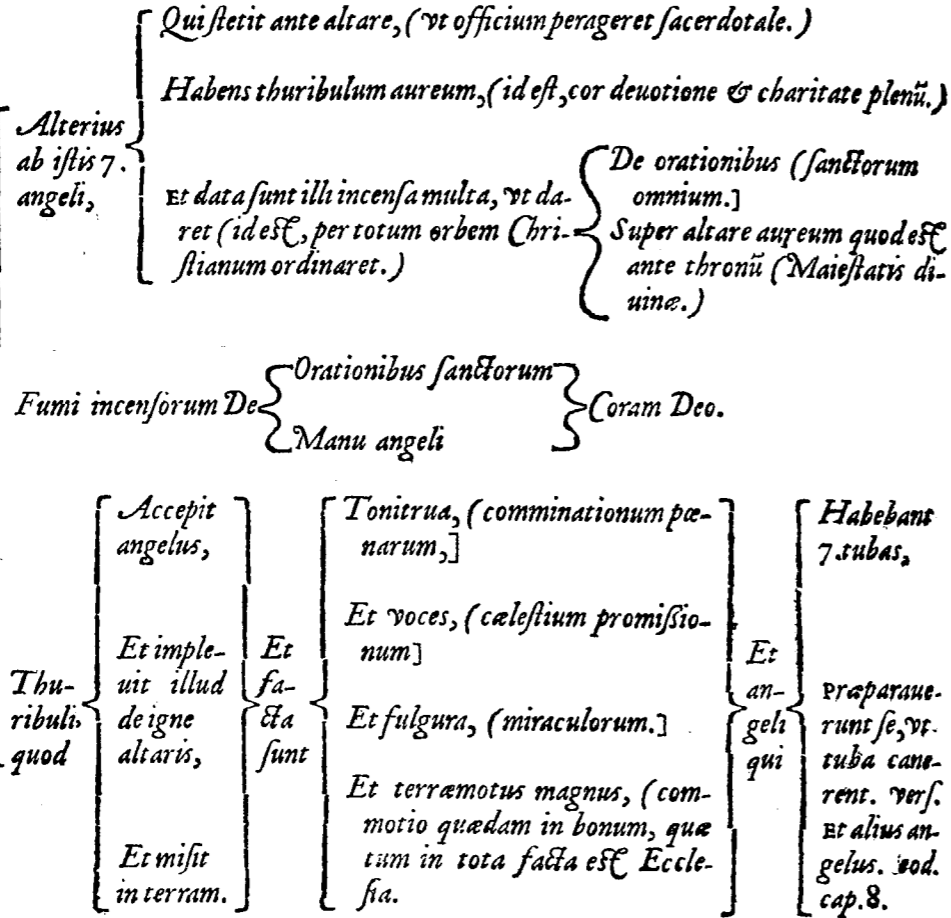 Alterius
ab istis 7.
angeli,
Qui stetit ante altare, (vt officium perageret sacerdotale.)
Habens thuribulum aureum, (id est, cor deuotione & charitate plenũ.)
Et data sunt illi incensa multa, vt da-
ret (id est, per totum orbem Chri-
stianum ordinaret.)
De orationibus (sanctorum
omnium.]
Super altare aureum quod est
ante thronũ (Maiestatis di-
uinæ.)
Fumi incensorum De
Orationibus sanctorum
Manu angeli
Coram Deo.
Thu-
ribuli,
quod
Accepit
angelus,
Et imple-
uit illud
de igne
altaris,
Et misit
in terram.
Et
fa-
cta
sunt
Tonitrua, (comminationum pœ-
narum,]
Et voces, (cælestium promissio-
num]
Et fulgura, (miraculorum.]
Et terræmotus magnus, (com-
motio quædam in bonum, quæ
tum in tota facta est Eccle-
sia.
Et
an-
geli
qui
Habebant
7.tubas,
Præparaue-
runt se, vt
tuba cane-
rent. vers.
Et alius an-
gelus. eod.
cap.8.